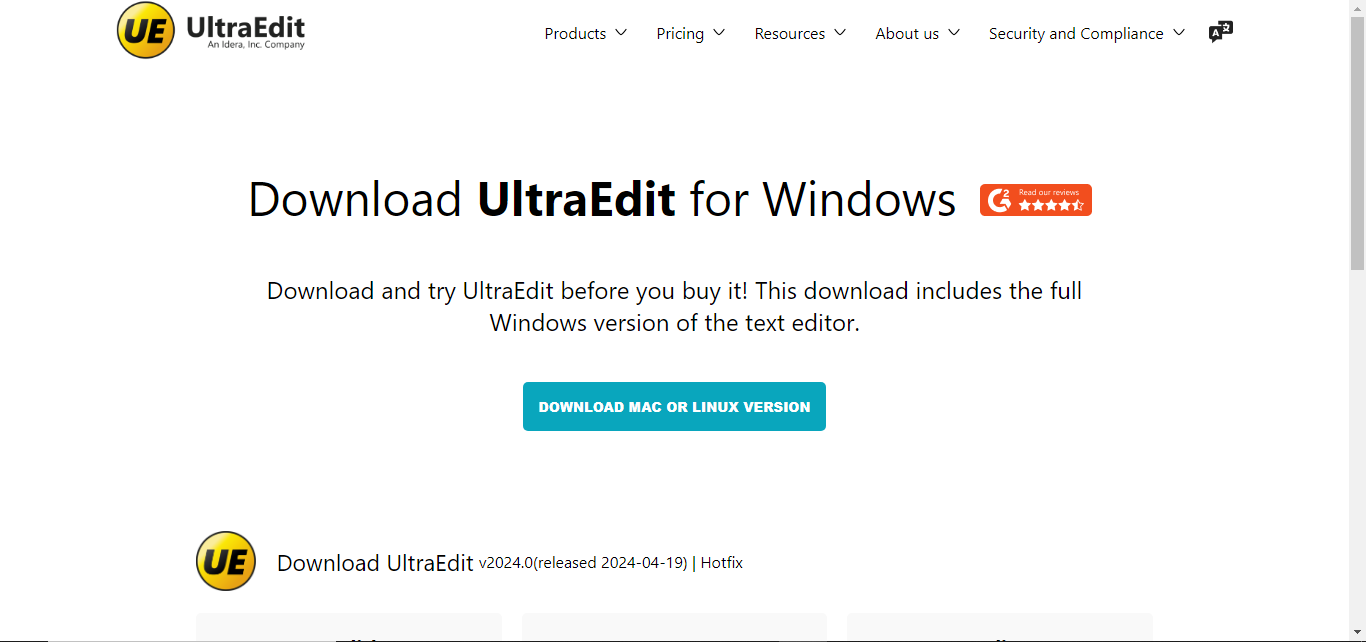 UE UltraEdit
An Idera, Inc. Company
Products Pricing Resources About us Security and Compliance A
Download UltraEdit for Windows
G2 Read our reviews
Download and try UltraEdit before you buy it! This download includes the full
Windows version of the text editor.
DOWNLOAD MAC OR LINUX VERSION
UE Download UltraEdit v2024.0(released 2024-04-19) | Hotfix